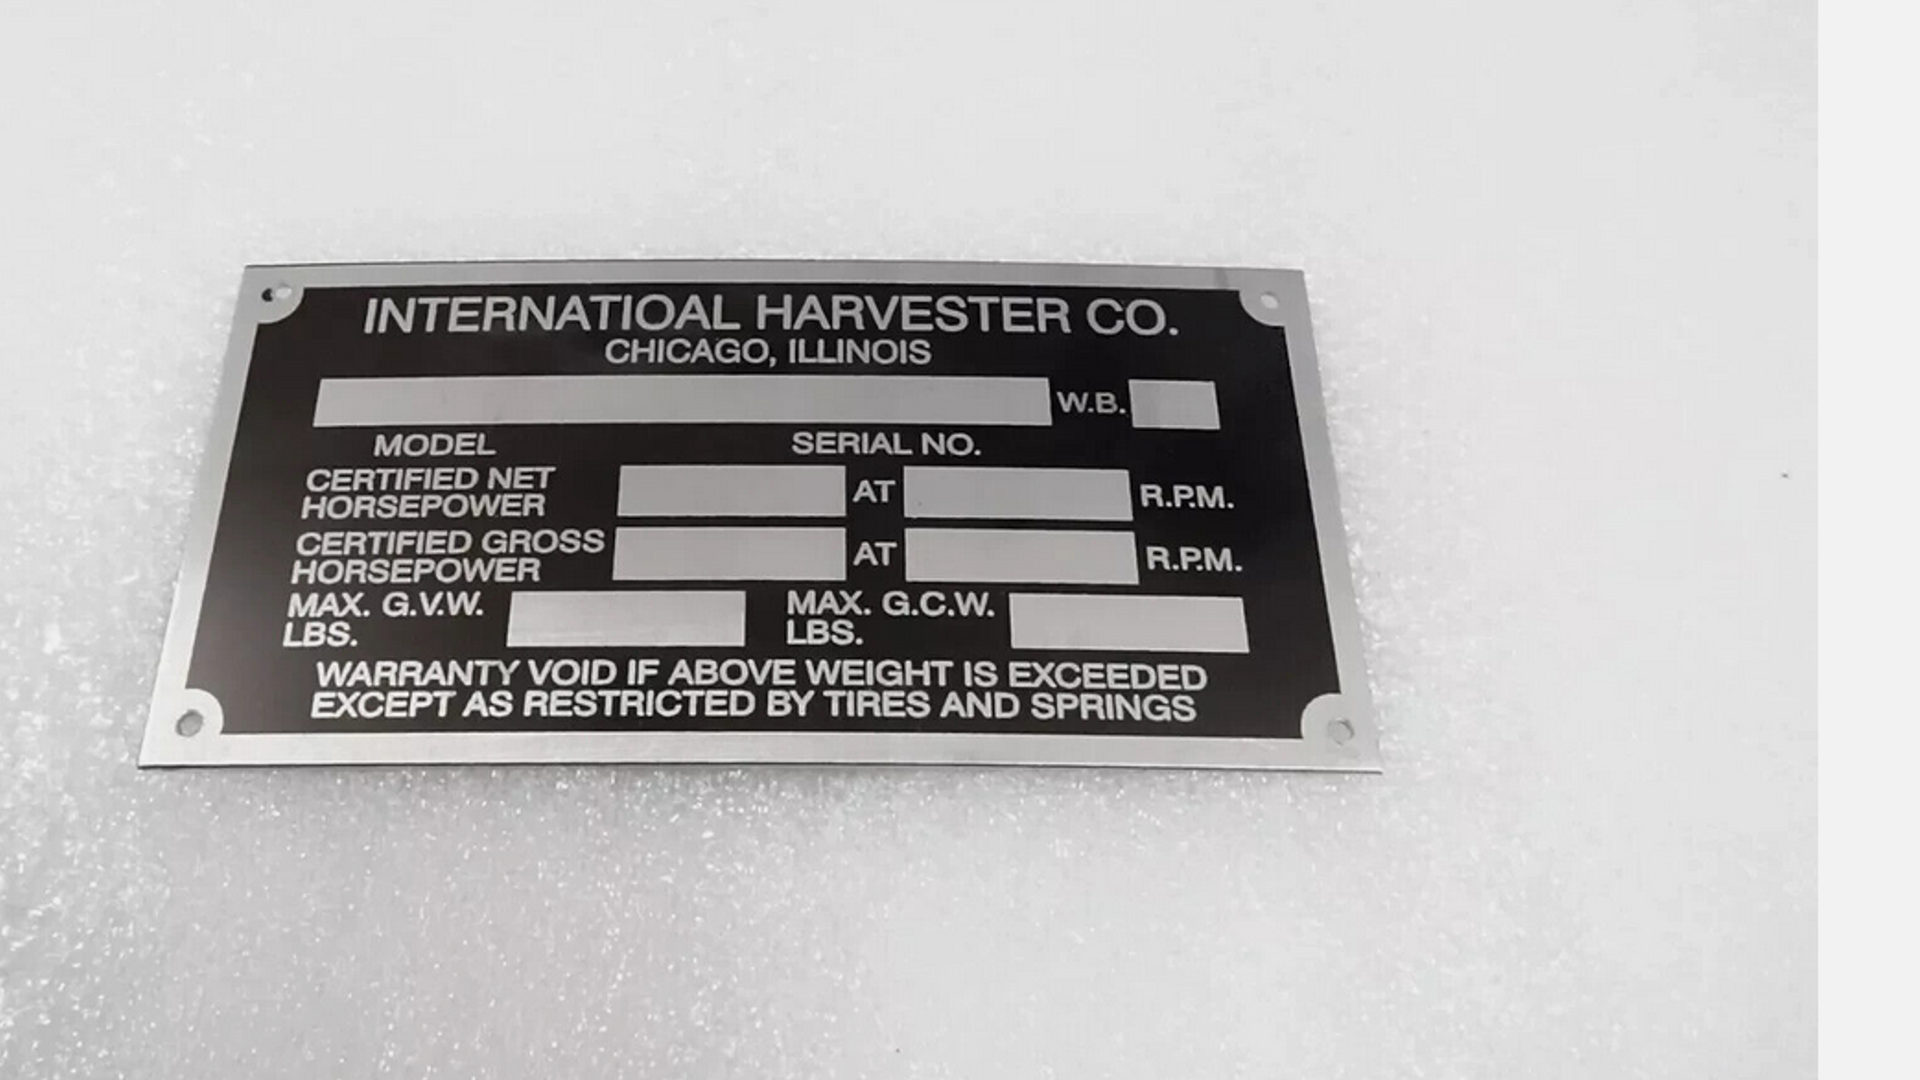 INTERNATIOAL HARVESTER CO.
CHICAGO, ILLINOIS
W.B.
MODEL SERIAL NO.
CERTIFIED NET
HORSEPOWER AT R.P.M.
CERTIFIED GROSS
HORSEPOWER AT R.P.M.
MAX. G.V.W. MAX. G.C.W.
LBS. LBS.
WARRANTY VOID IF ABOVE WEIGHT IS EXCEEDED
EXCEPT AS RESTRICTED BY TIRES AND SPRINGS